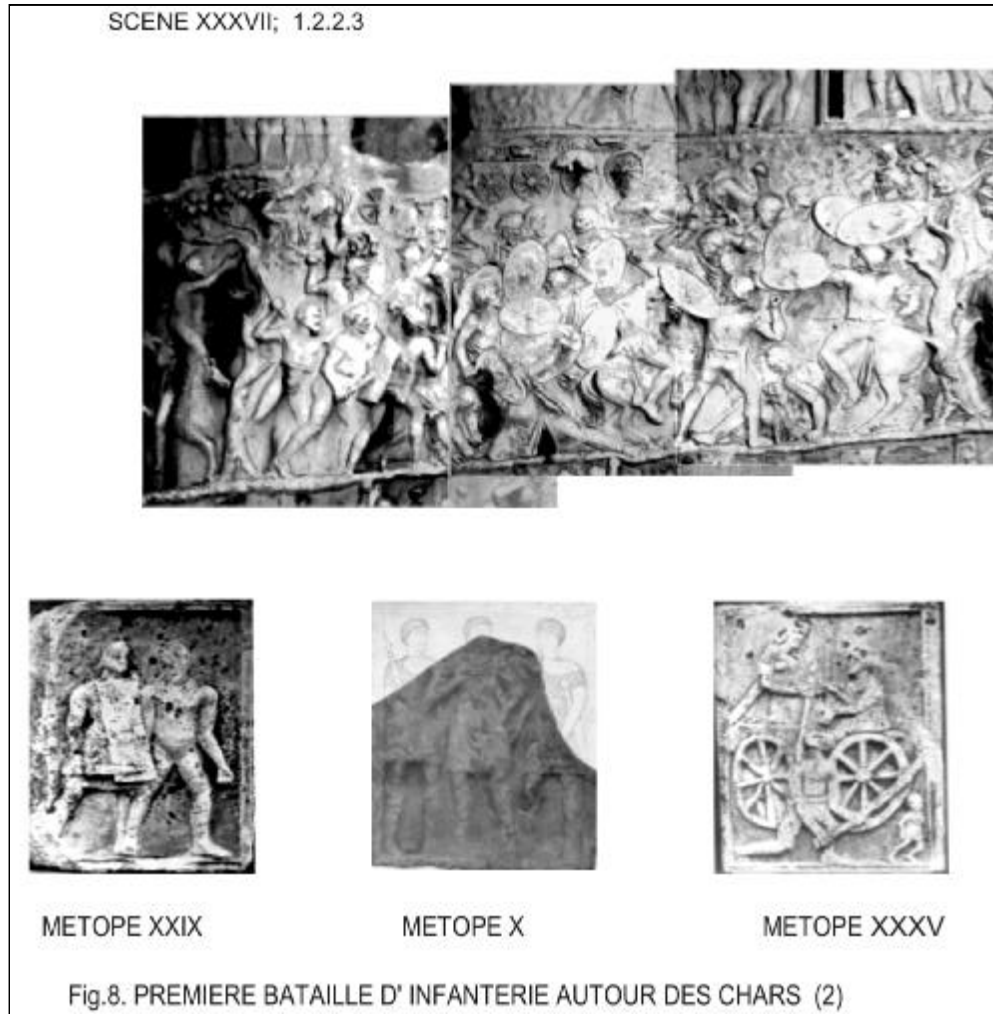 SCENE XXXVII; 1.2.2.3
METOPE XXIX
METOPE X
METOPE XXXV
Fig.8. PREMIERE BATAILLE D' INFANTERIE AUTOUR DES CHARS (2)